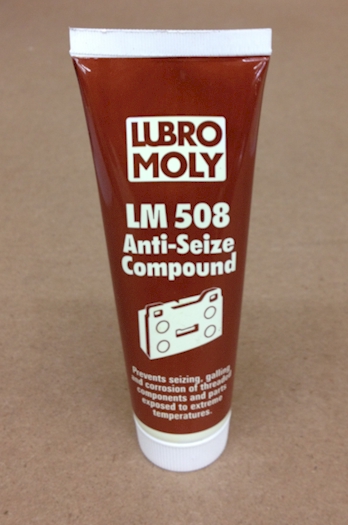 LUBRO
MOLY
LM 508
Anti-Seize
Compound
Prevents seizing, galling
and corrosion of threaded
components and parts
exposed to extreme
temperatures.